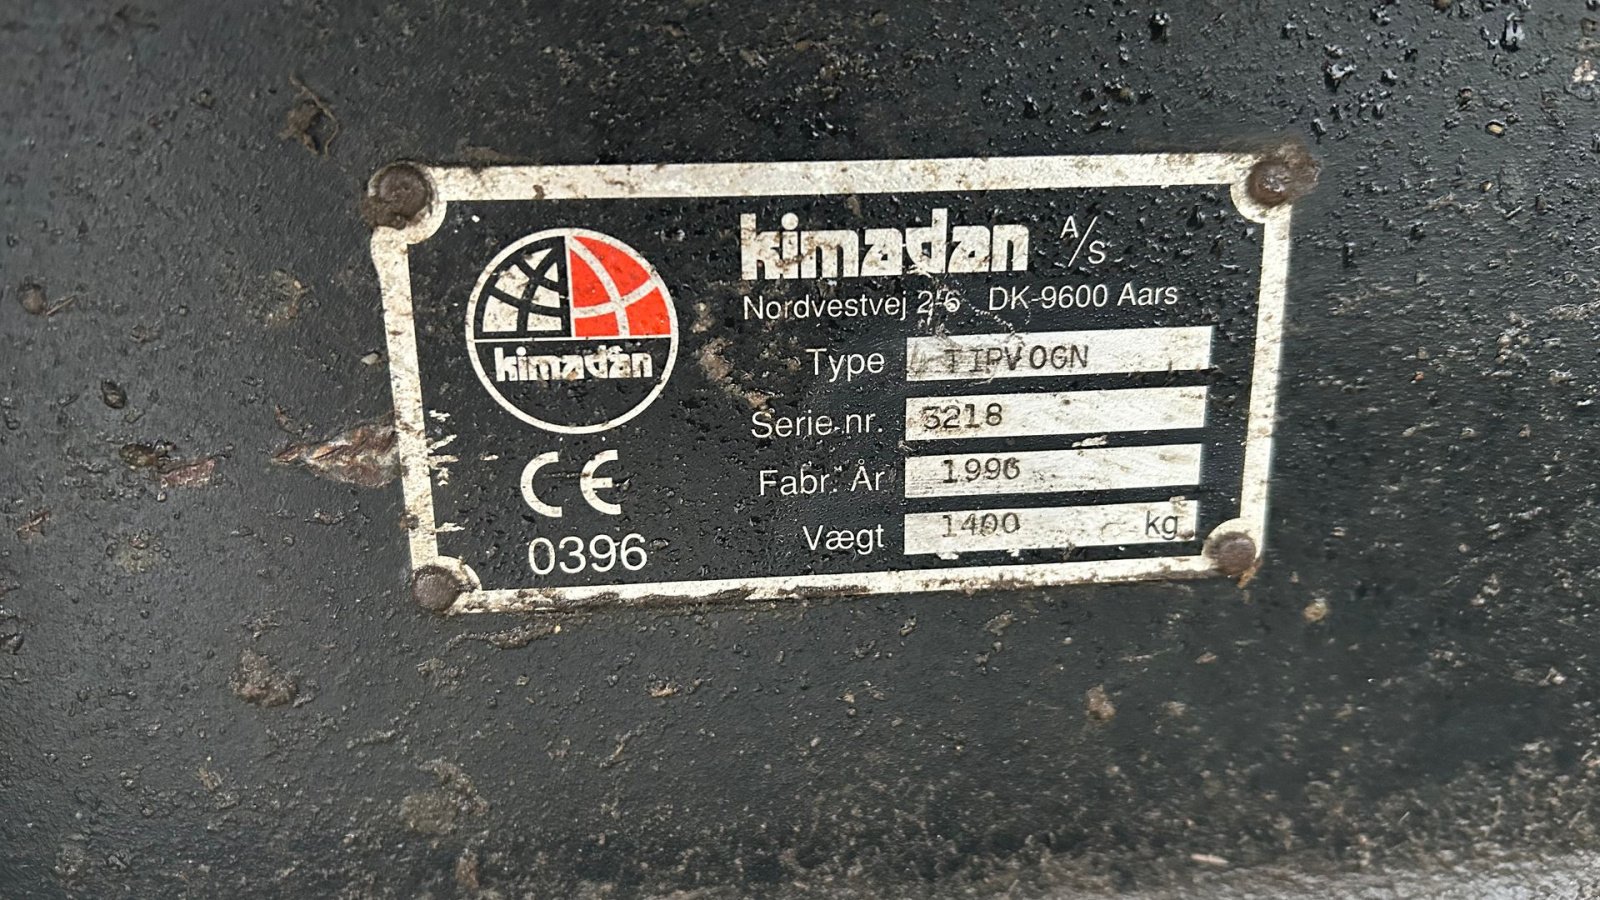 kimadan A/S
Nordvestvej 2-6 DK-9600 Aars
kimadan
Type TIPVOGN
Serie nr. 3218
Fabr. År 1996
Vægt 1400 kg
CE
0396